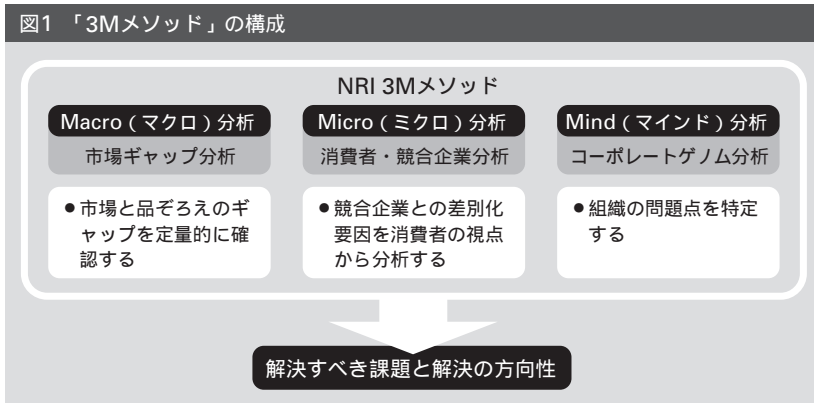 図1 「3Mメソッド」の構成
NRI 3Mメソッド
Macro(マクロ)分析
市場ギャップ分析
●市場と品ぞろえのギ
ャップを定量的に確
認する
Micro(ミクロ)分析
消費者・競合企業分析
●競合企業との差別化
要因を消費者の視点
から分析する
Mind(マインド)分析
コーポレートゲノム分析
●組織の問題点を特定
する
解決すべき課題と解決の方向性